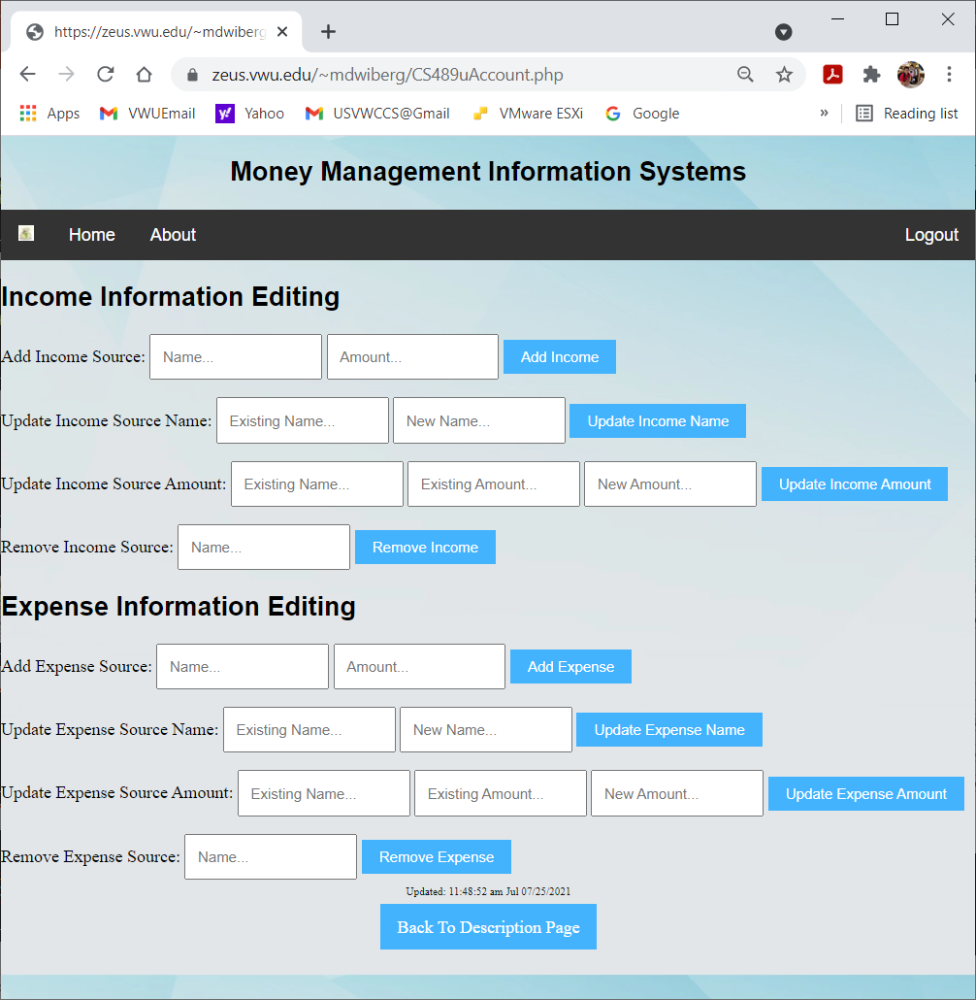 https://zeus.vwu.edu/~mdwiberg
zeus.vwu.edu/~mdwiberg/CS489uAccount.php
Apps VWUEmail Yahoo USVWCCS@Gmail VMware ESXi Google » Reading list
Money Management Information Systems
Home About Logout
Income Information Editing
Add Income Source: Name... Amount... Add Income
Update Income Source Name: Existing Name... New Name... Update Income Name
Update Income Source Amount: Existing Name... Existing Amount... New Amount... Update Income Amount
Remove Income Source: Name... Remove Income
Expense Information Editing
Add Expense Source: Name... Amount... Add Expense
Update Expense Source Name: Existing Name... New Name... Update Expense Name
Update Expense Source Amount: Existing Name... Existing Amount... New Amount... Update Expense Amount
Remove Expense Source: Name... Remove Expense
Updated: 11:48:52 am Jul 07/25/2021
Back To Description Page